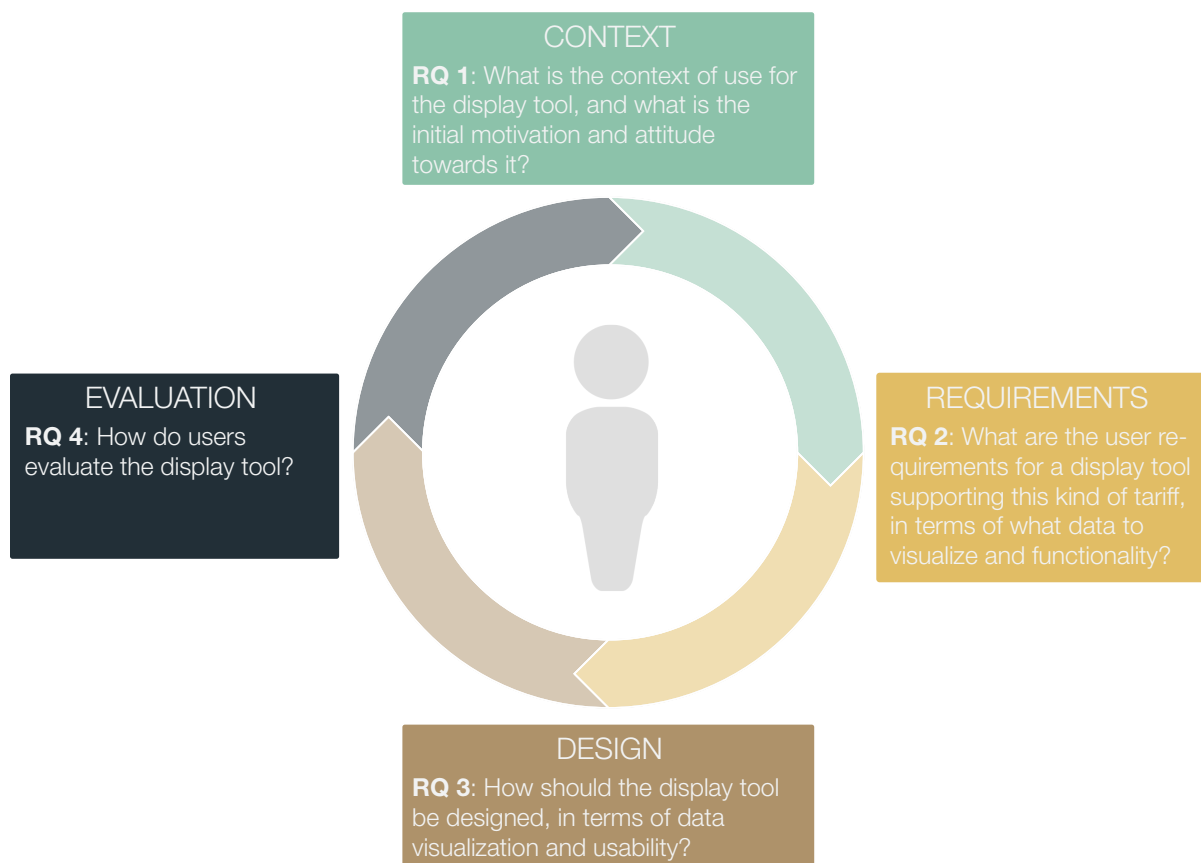 CONTEXT
RQ 1: What is the context of use for
the display tool, and what is the
initial motivation and attitude
towards it?
EVALUATION
RQ 4: How do users
evaluate the display tool?
REQUIREMENTS
RQ 2: What are the user re-
quirements for a display tool
supporting this kind of tariff,
in terms of what data to
visualize and functionality?
DESIGN
RQ 3: How should the display tool
be designed, in terms of data
visualization and usability?